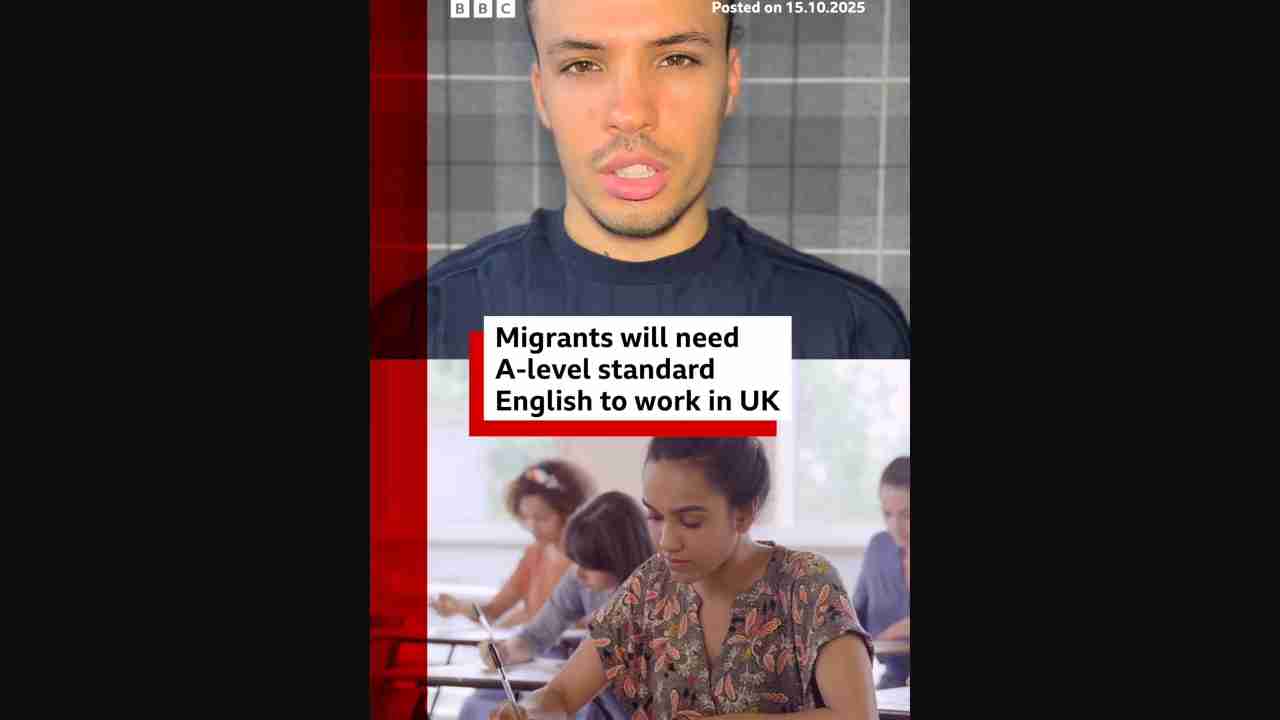 BBC
Posted on 15.10.2025
Migrants will need
A-level standard
English to work in UK